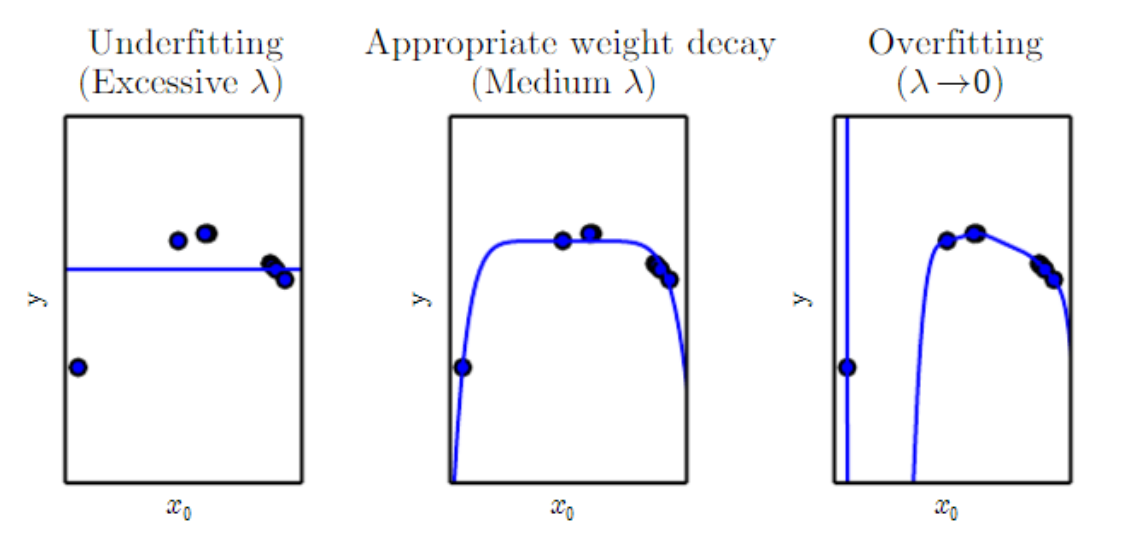 Underfitting
(Excessive λ)
Appropriate weight decay
(Medium λ)
Overfitting
(λ→0)
y
x₀
y
x₀
y
x₀